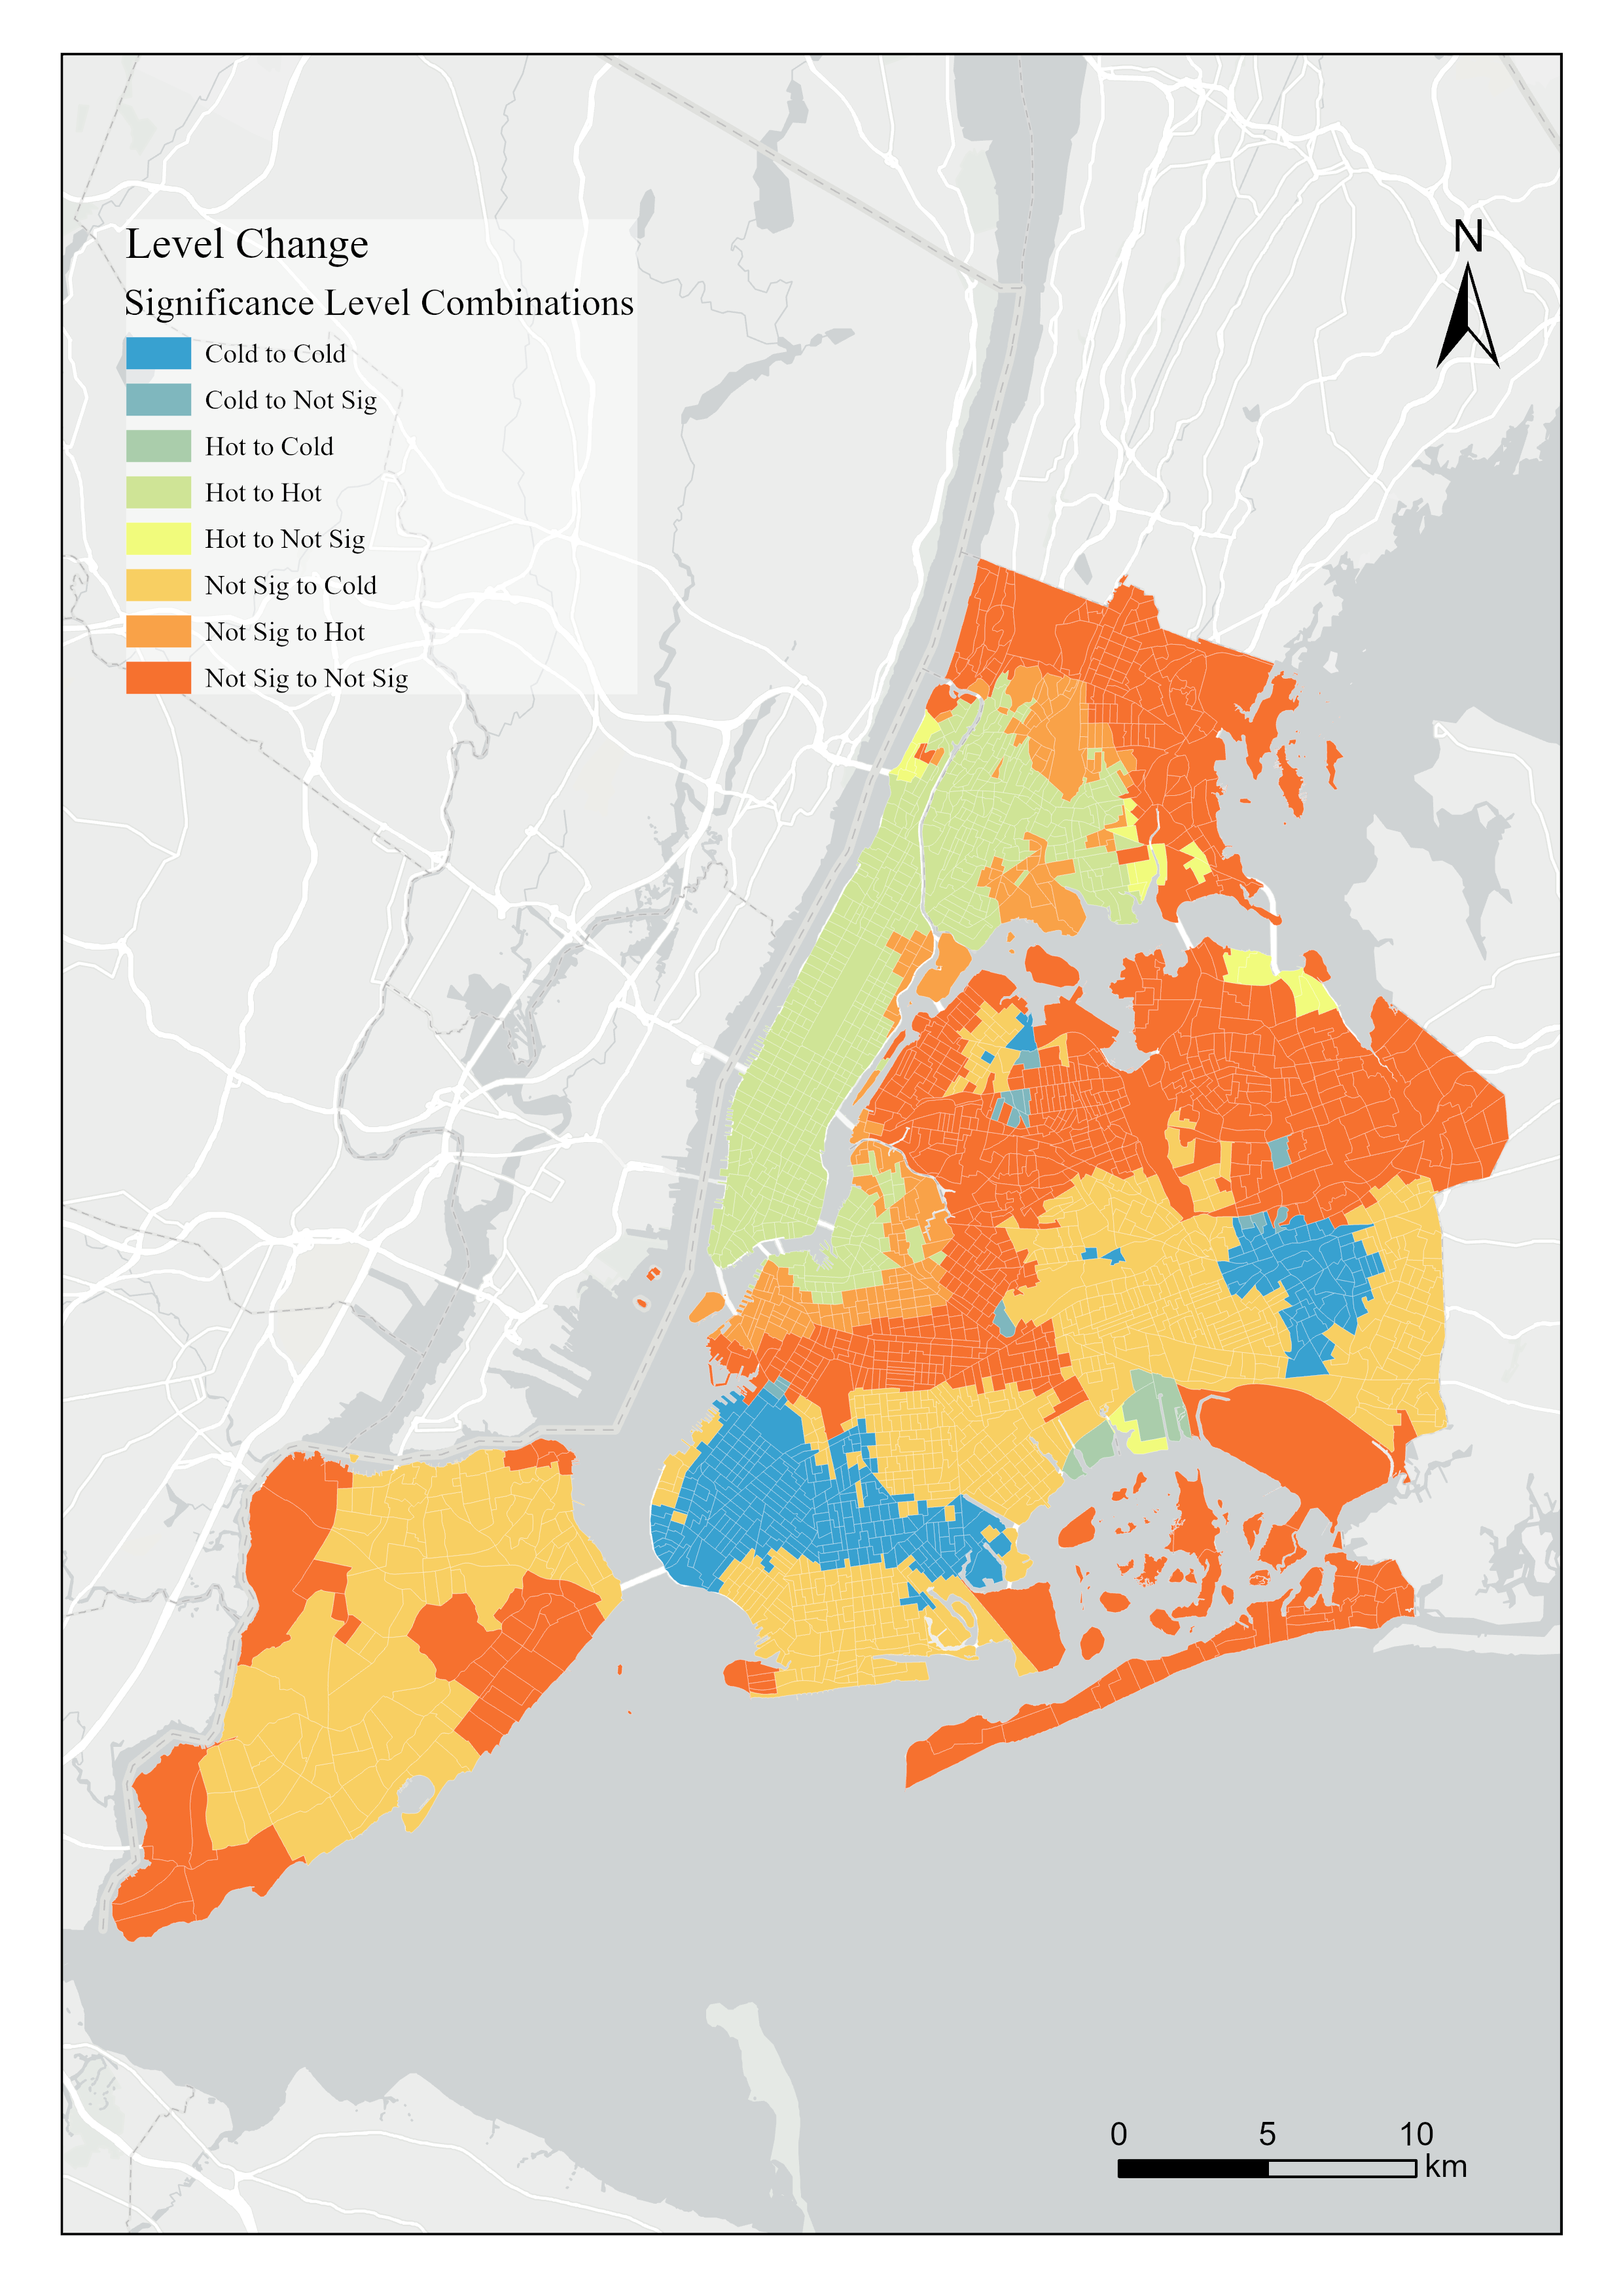 Level Change
Significance Level Combinations
Cold to Cold
Cold to Not Sig
Hot to Cold
Hot to Hot
Hot to Not Sig
Not Sig to Cold
Not Sig to Hot
Not Sig to Not Sig
N
0 5 10
km